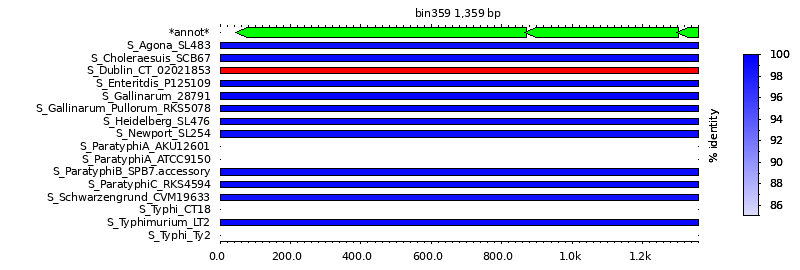 bin359 1,359 bp
*annot*
S_Agona_SL483
S_Choleraesuis_SCB67
S_Dublin_CT_02021853
S_Enteritdis_P125109
S_Gallinarum_28791
S_Gallinarum_Pullorum_RKS5078
S_Heidelberg_SL476
S_Newport_SL254
S_ParatyphiA_AKU12601
S_ParatyphiA_ATCC9150
S_ParatyphiB_SPB7.accessory
S_ParatyphiC_RKS4594
S_Schwarzengrund_CVM19633
S_Typhi_CT18
S_Typhimurium_LT2
S_Typhi_Ty2
0.0 200.0 400.0 600.0 800.0 1.0k 1.2k
% identity
100
98
96
94
92
90
88
86